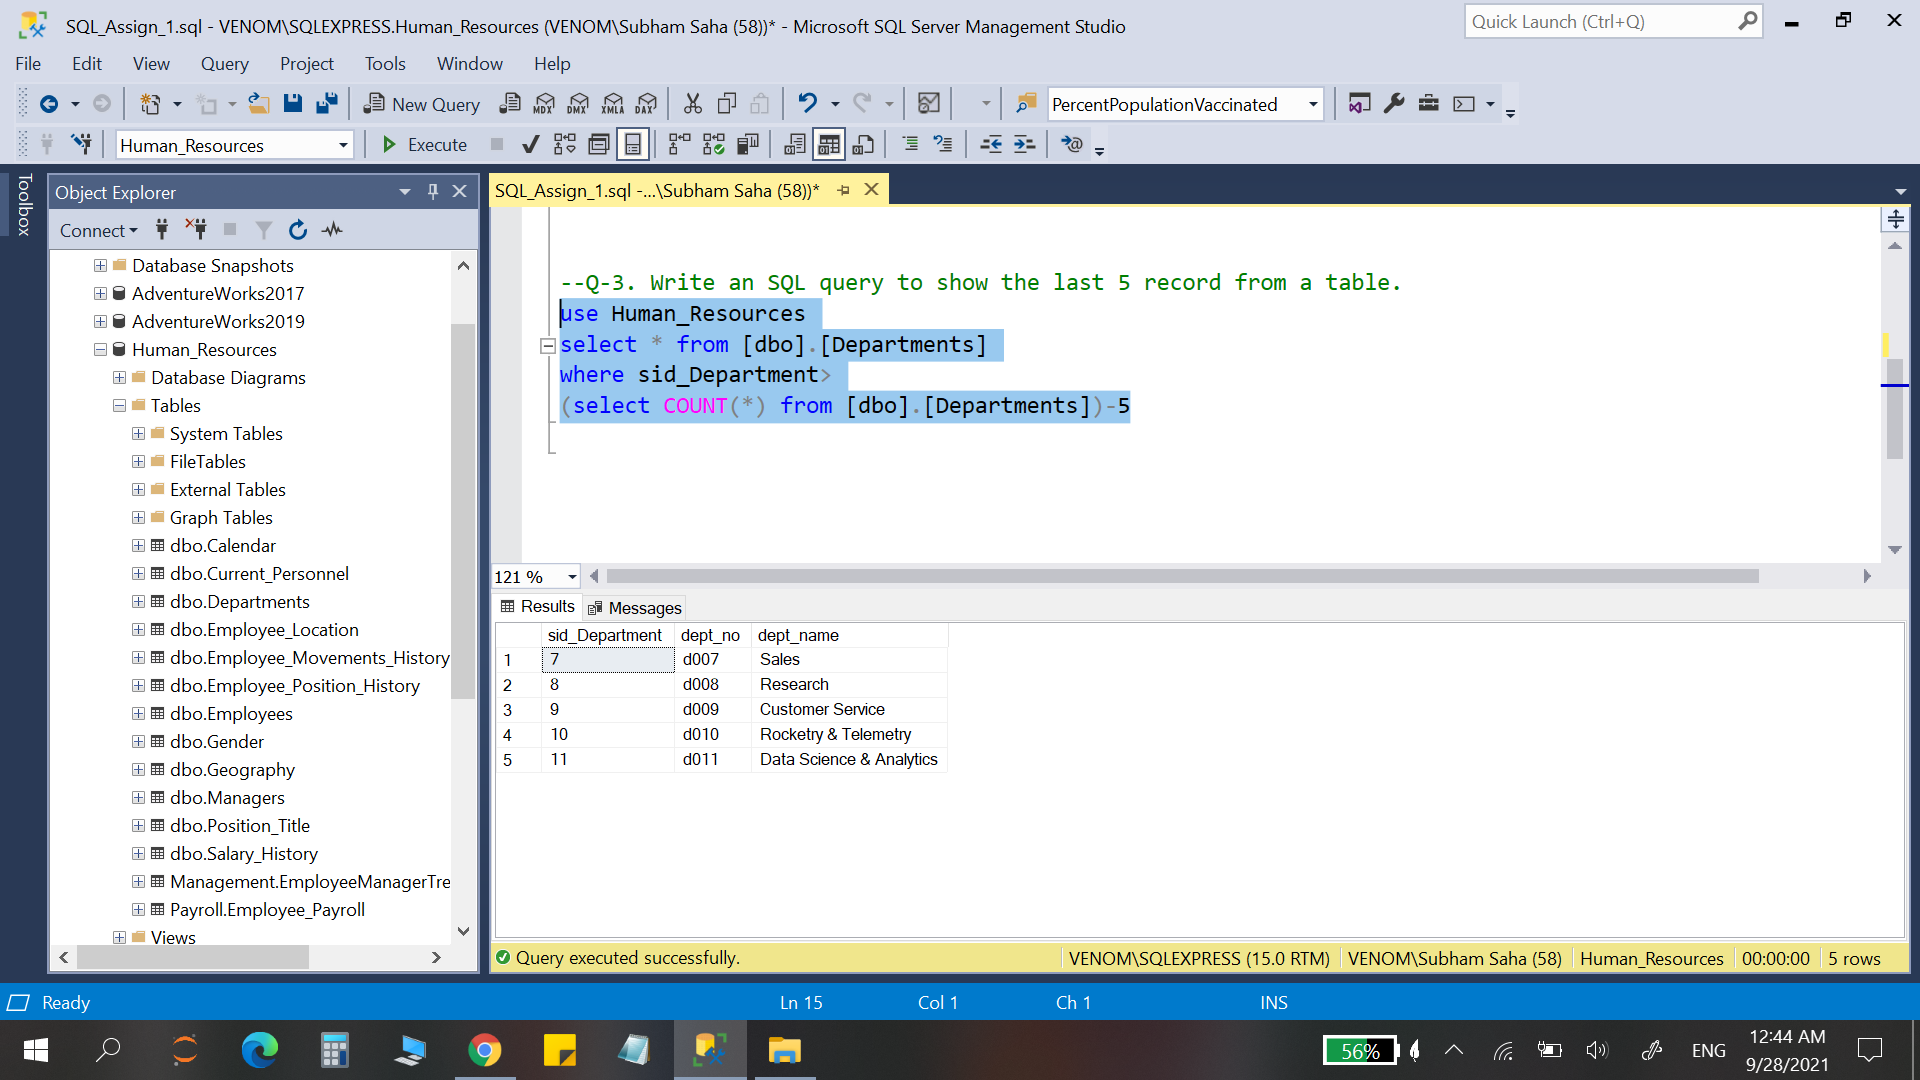 SQL_Assign_1.sql - VENOM\SQLEXPRESS.Human_Resources (VENOM\Subham Saha (58))* - Microsoft SQL Server Management Studio
Quick Launch (Ctrl+Q)
File Edit View Query Project Tools Window Help
New Query MDX DMX XMLA DAX PercentPopulationVaccinated
Human_Resources Execute
Toolbox
Object Explorer
Connect
Database Snapshots
AdventureWorks2017
AdventureWorks2019
Human_Resources
Database Diagrams
Tables
System Tables
FileTables
External Tables
Graph Tables
dbo.Calendar
dbo.Current_Personnel
dbo.Departments
dbo.Employee_Location
dbo.Employee_Movements_History
dbo.Employee_Position_History
dbo.Employees
dbo.Gender
dbo.Geography
dbo.Managers
dbo.Position_Title
dbo.Salary_History
Management.EmployeeManagerTre
Payroll.Employee_Payroll
Views
SQL_Assign_1.sql -...\Subham Saha (58))*
--Q-3. Write an SQL query to show the last 5 record from a table.
use Human_Resources
select * from [dbo].[Departments]
where sid_Department>
(select COUNT(*) from [dbo].[Departments])-5
121 %
Results Messages
sid_Department dept_no dept_name
1 7 d007 Sales
2 8 d008 Research
3 9 d009 Customer Service
4 10 d010 Rocketry & Telemetry
5 11 d011 Data Science & Analytics
Query executed successfully. VENOM\SQLEXPRESS (15.0 RTM) VENOM\Subham Saha (58) Human_Resources 00:00:00 5 rows
Ready Ln 15 Col 1 Ch 1 INS
56% ENG 12:44 AM
9/28/2021